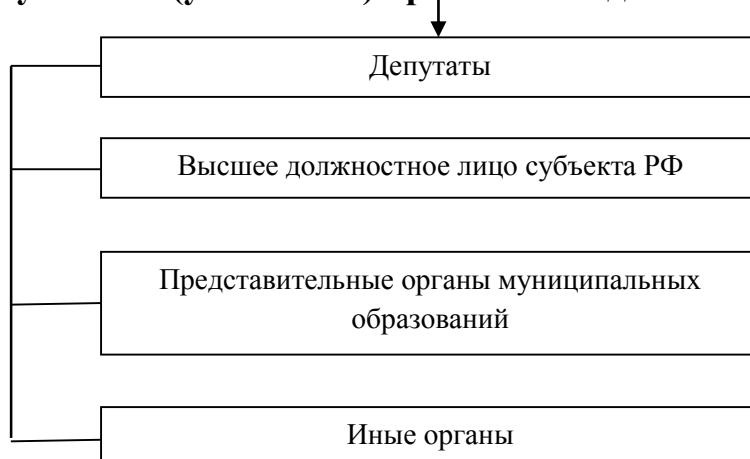 Депутаты
Высшее должностное лицо субъекта РФ
Представительные органы муниципальных
образований
Иные органы